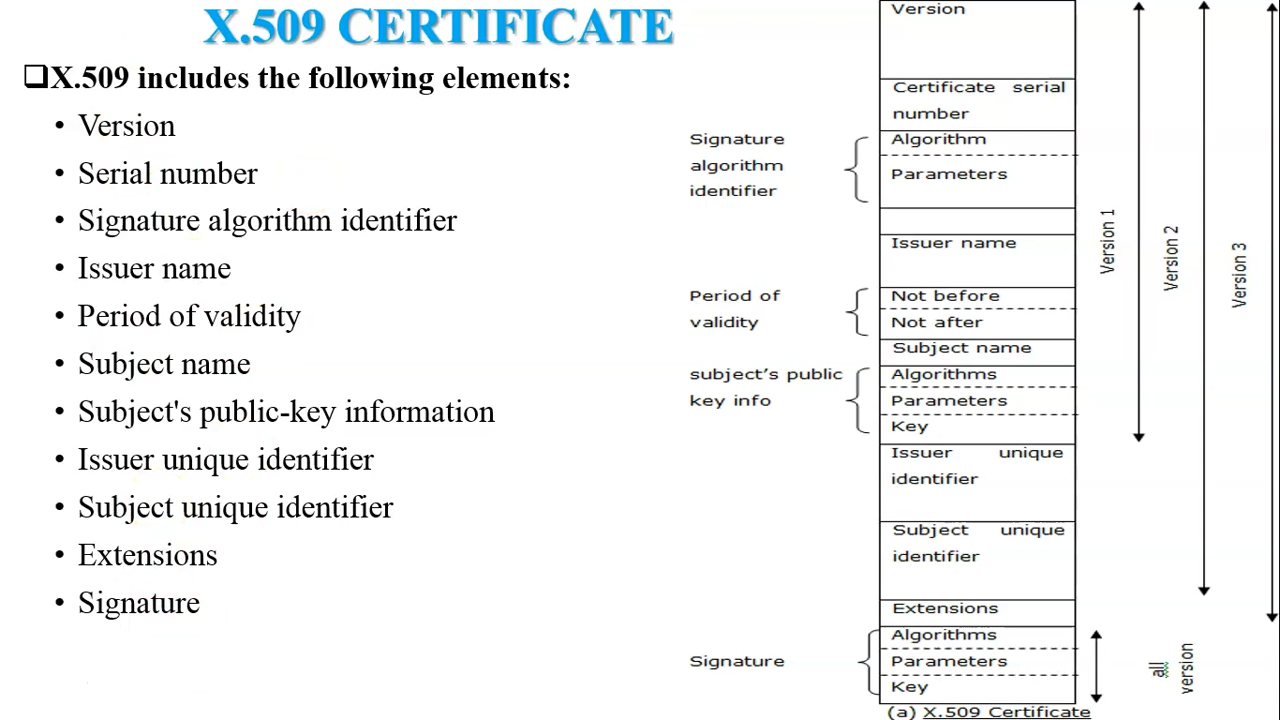 X.509 CERTIFICATE
❑X.509 includes the following elements:
• Version
• Serial number
• Signature algorithm identifier
• Issuer name
• Period of validity
• Subject name
• Subject's public-key information
• Issuer unique identifier
• Subject unique identifier
• Extensions
• Signature
Version
Certificate serial
number
Signature
algorithm
identifier
Algorithm
Parameters
Issuer name
Period of
validity
Not before
Not after
Subject name
subject’s public
key info
Algorithms
Parameters
Key
Issuer unique
identifier
Subject unique
identifier
Extensions
Signature
Algorithms
Parameters
Key
Version 1
Version 2
Version 3
all
version
(a) X.509 Certificate